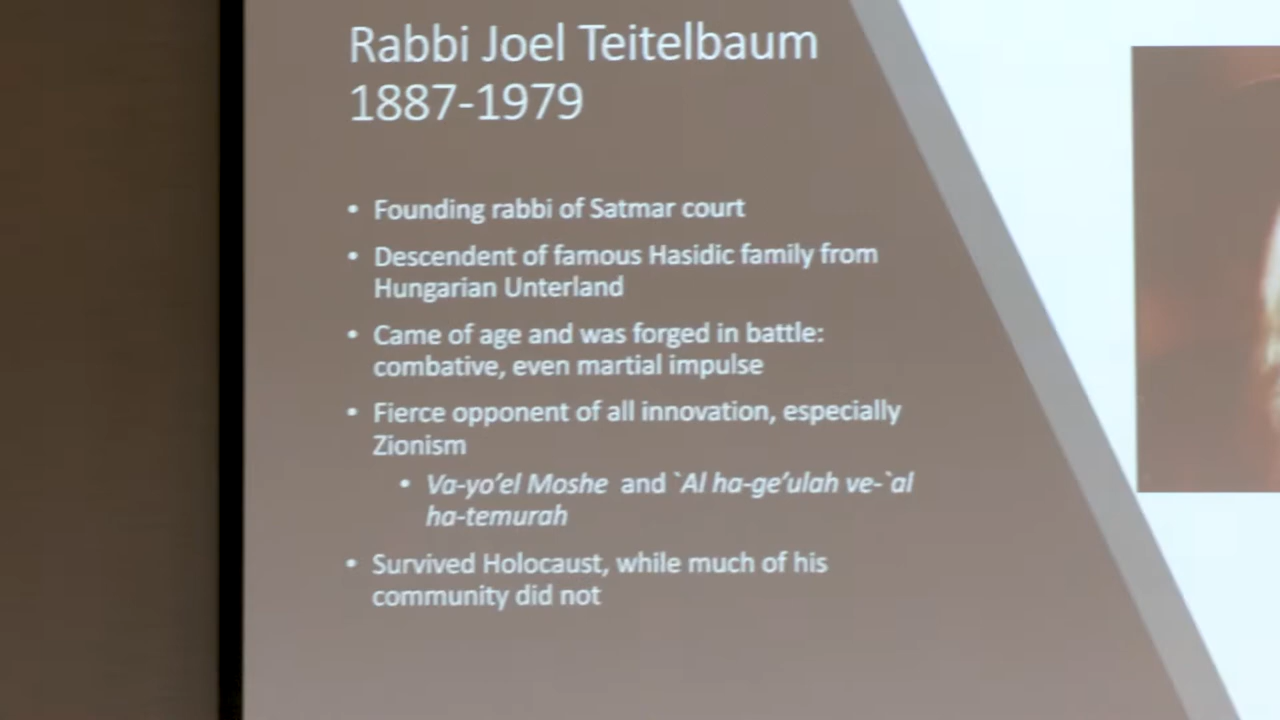 Rabbi Joel Teitelbaum
1887-1979
• Founding rabbi of Satmar court
• Descendent of famous Hasidic family from
Hungarian Unterland
• Came of age and was forged in battle:
combative, even martial impulse
• Fierce opponent of all innovation, especially
Zionism
• Va-yo’el Moshe and `Al ha-ge’ulah ve-`al
ha-temurah
• Survived Holocaust, while much of his
community did not